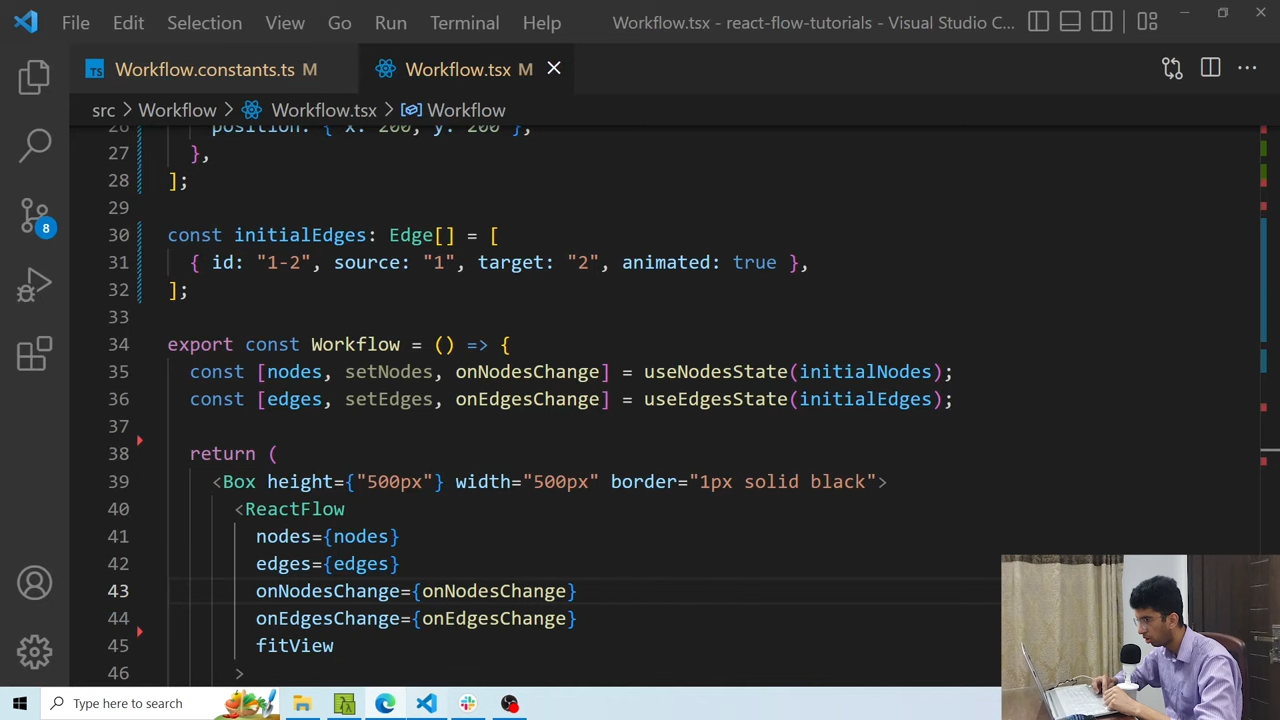 File Edit Selection View Go Run Terminal Help Workflow.tsx - react-flow-tutorials - Visual Studio C...
TS Workflow.constants.ts M Workflow.tsx M
src > Workflow > Workflow.tsx > Workflow
26 position: { x: 200, y: 200 },
27 },
28 ];
29
30 const initialEdges: Edge[] = [
31 { id: "1-2", source: "1", target: "2", animated: true },
32 ];
33
34 export const Workflow = () => {
35 const [nodes, setNodes, onNodesChange] = useNodesState(initialNodes);
36 const [edges, setEdges, onEdgesChange] = useEdgesState(initialEdges);
37
38 return (
39 <Box height={"500px"} width="500px" border="1px solid black">
40 <ReactFlow
41 nodes={nodes}
42 edges={edges}
43 onNodesChange={onNodesChange}
44 onEdgesChange={onEdgesChange}
45 fitView
46 >
8
Type here to search